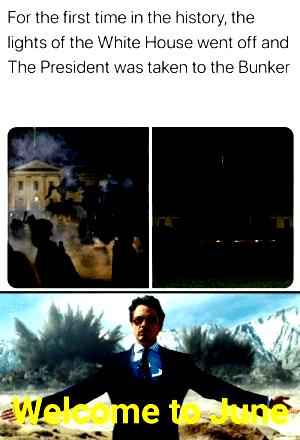 For the first time in the history, the
lights of the White House went off and
The President was taken to the Bunker
Welcome to June